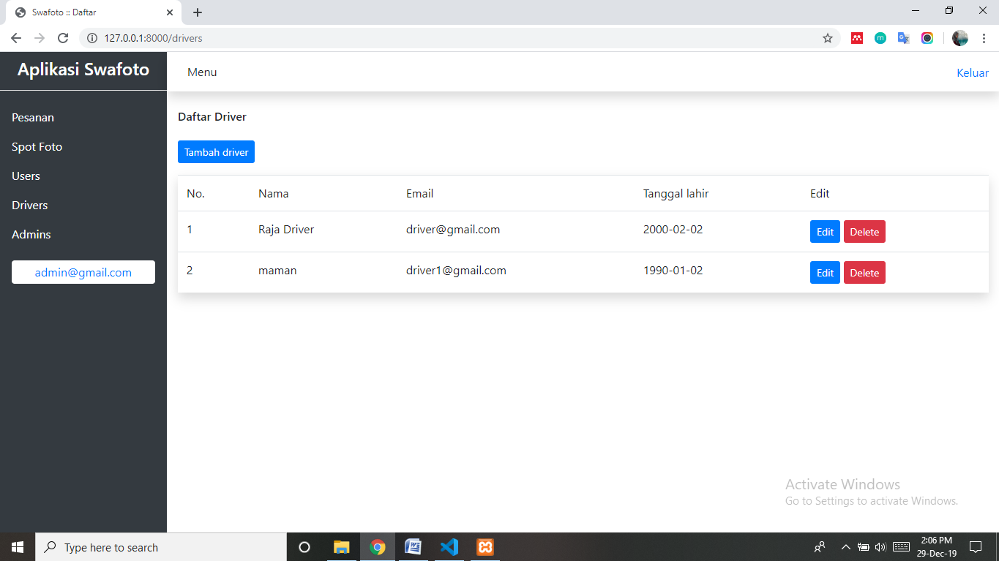 Swafoto :: Daftar
127.0.0.1:8000/drivers
Aplikasi Swafoto
Menu
Keluar
Pesanan
Spot Foto
Users
Drivers
Admins
admin@gmail.com
Daftar Driver
Tambah driver
No. Nama Email Tanggal lahir Edit
1 Raja Driver driver@gmail.com 2000-02-02 Edit Delete
2 maman driver1@gmail.com 1990-01-02 Edit Delete
Activate Windows
Go to Settings to activate Windows.
Type here to search
2:06 PM
29-Dec-19